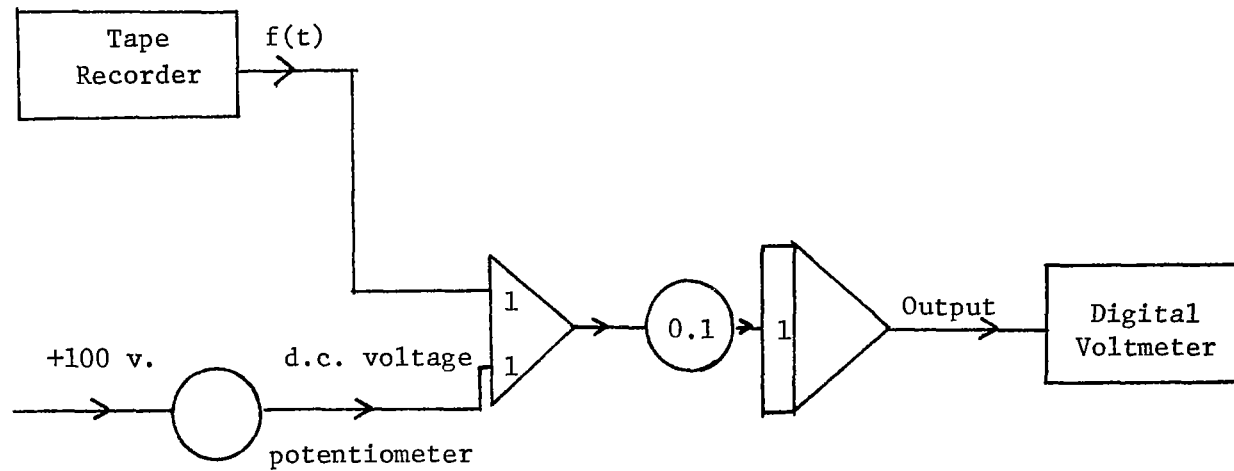 Tape
Recorder
f(t)
1
1
0.1
1
Output
Digital
Voltmeter
+100 v.
d.c. voltage
potentiometer